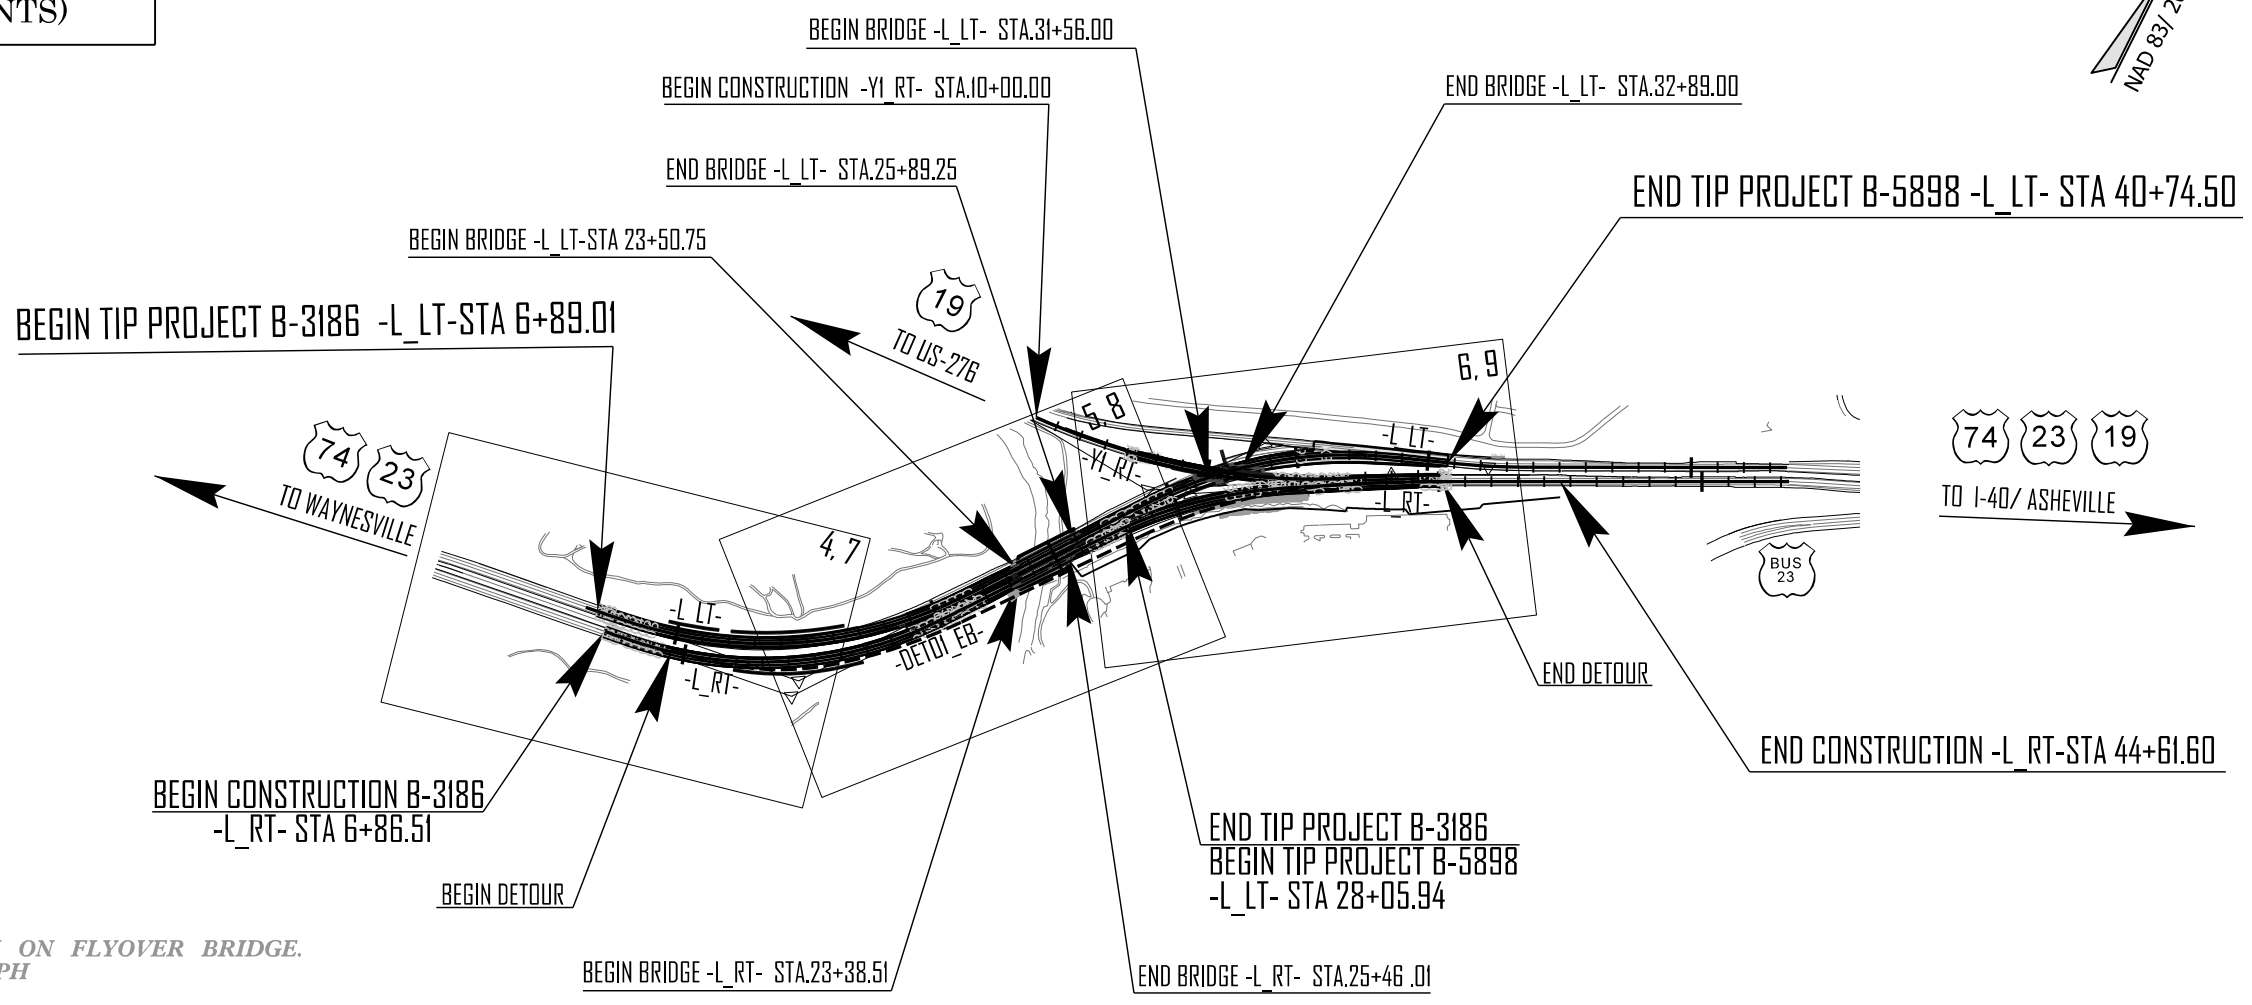 NTS)
BEGIN BRIDGE -L_LT- STA.31+56.00
BEGIN CONSTRUCTION -Y1_RT- STA.10+00.00
END BRIDGE -L_LT- STA.32+89.00
NAD 83/ 20
END BRIDGE -L_LT- STA.25+89.25
END TIP PROJECT B-5898 -L_LT- STA 40+74.50
BEGIN BRIDGE -L_LT-STA 23+50.75
19
TO US-276
BEGIN TIP PROJECT B-3186 -L_LT-STA 6+89.01
6, 9
5, 8
-L_LT-
-Y1_RT-
-L_RT-
74 23
TO WAYNESVILLE
74 23 19
TO I-40/ ASHEVILLE
4, 7
BUS
23
-L_LT-
-L_RT-
-DET01_EB-
END DETOUR
END CONSTRUCTION -L_RT-STA 44+61.60
BEGIN CONSTRUCTION B-3186
-L_RT- STA 6+86.51
END TIP PROJECT B-3186
BEGIN TIP PROJECT B-5898
-L_LT- STA 28+05.94
BEGIN DETOUR
ON FLYOVER BRIDGE.
PH
BEGIN BRIDGE -L_RT- STA.23+38.51
END BRIDGE -L_RT- STA.25+46 .01